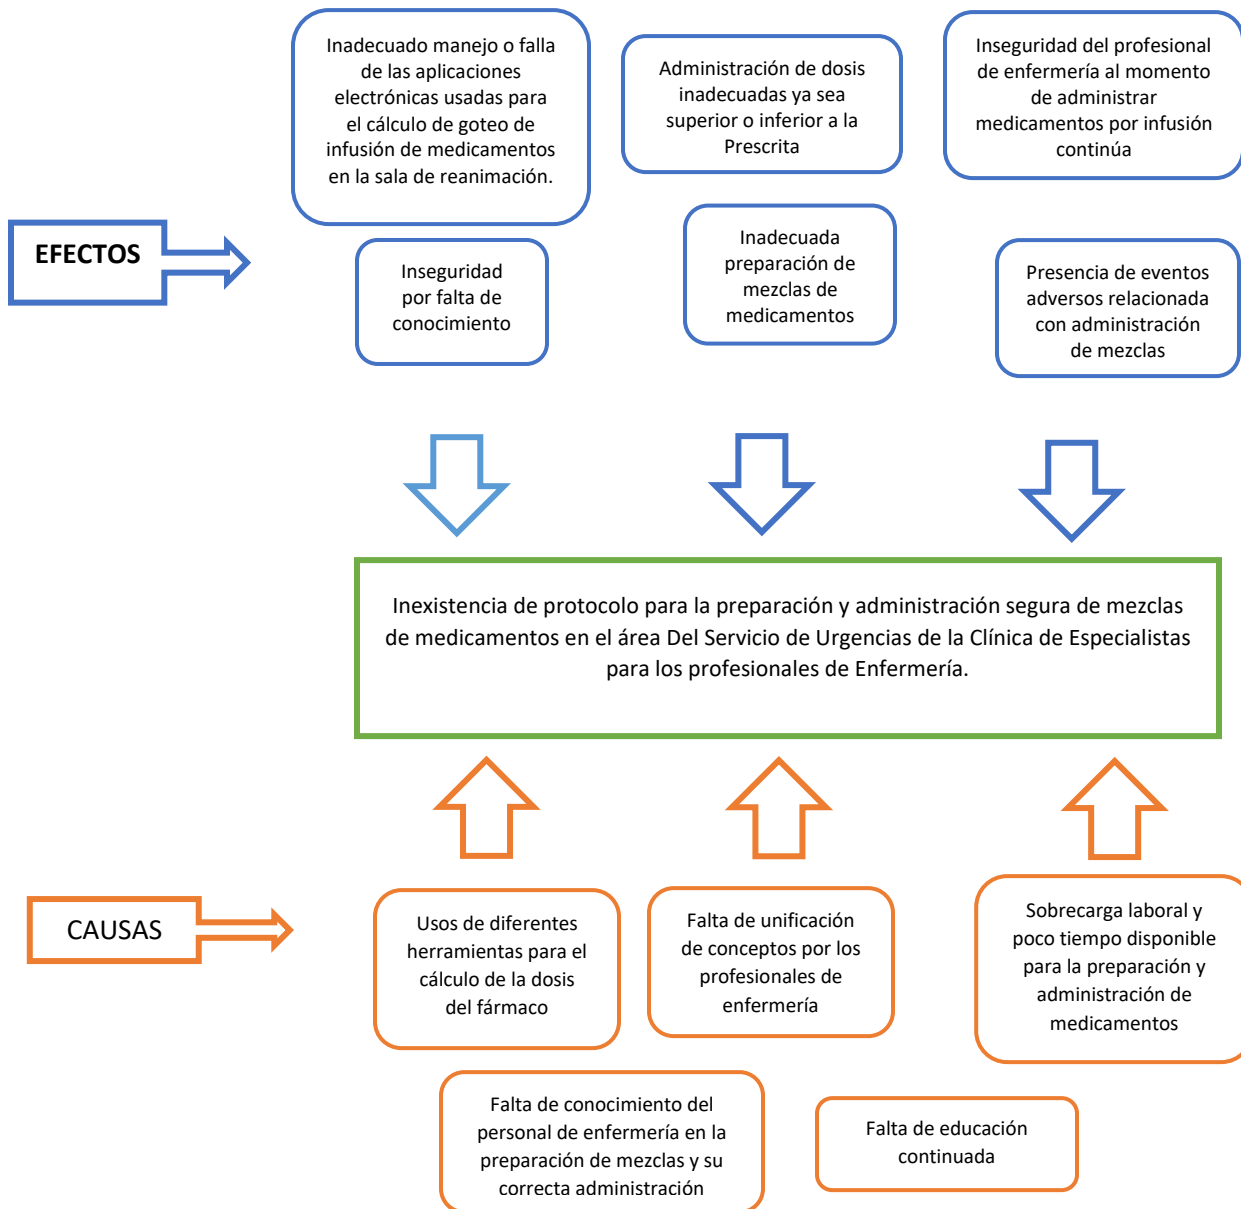 Inadecuado manejo o falla
de las aplicaciones
electrónicas usadas para
el cálculo de goteo de
infusión de medicamentos
en la sala de reanimación.
Administración de dosis
inadecuadas ya sea
superior o inferior a la
Prescrita
Inseguridad del profesional
de enfermería al momento
de administrar
medicamentos por infusión
continúa
EFECTOS
Inseguridad
por falta de
conocimiento
Inadecuada
preparación de
mezclas de
medicamentos
Presencia de eventos
adversos relacionada
con administración
de mezclas
Inexistencia de protocolo para la preparación y administración segura de mezclas
de medicamentos en el área Del Servicio de Urgencias de la Clínica de Especialistas
para los profesionales de Enfermería.
CAUSAS
Usos de diferentes
herramientas para el
cálculo de la dosis
del fármaco
Falta de unificación
de conceptos por los
profesionales de
enfermería
Sobrecarga laboral y
poco tiempo disponible
para la preparación y
administración de
medicamentos
Falta de conocimiento del
personal de enfermería en la
preparación de mezclas y su
correcta administración
Falta de educación
continuada